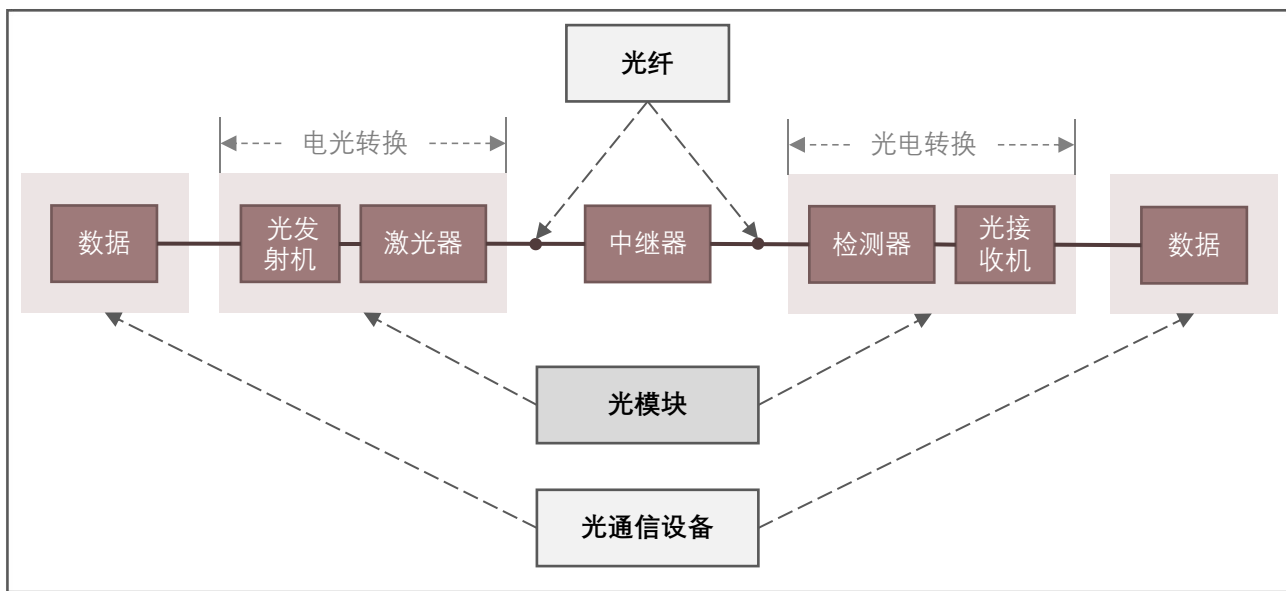 光纤
电光转换
光电转换
数据
光发
射机
激光器
中继器
检测器
光接
收机
数据
光模块
光通信设备